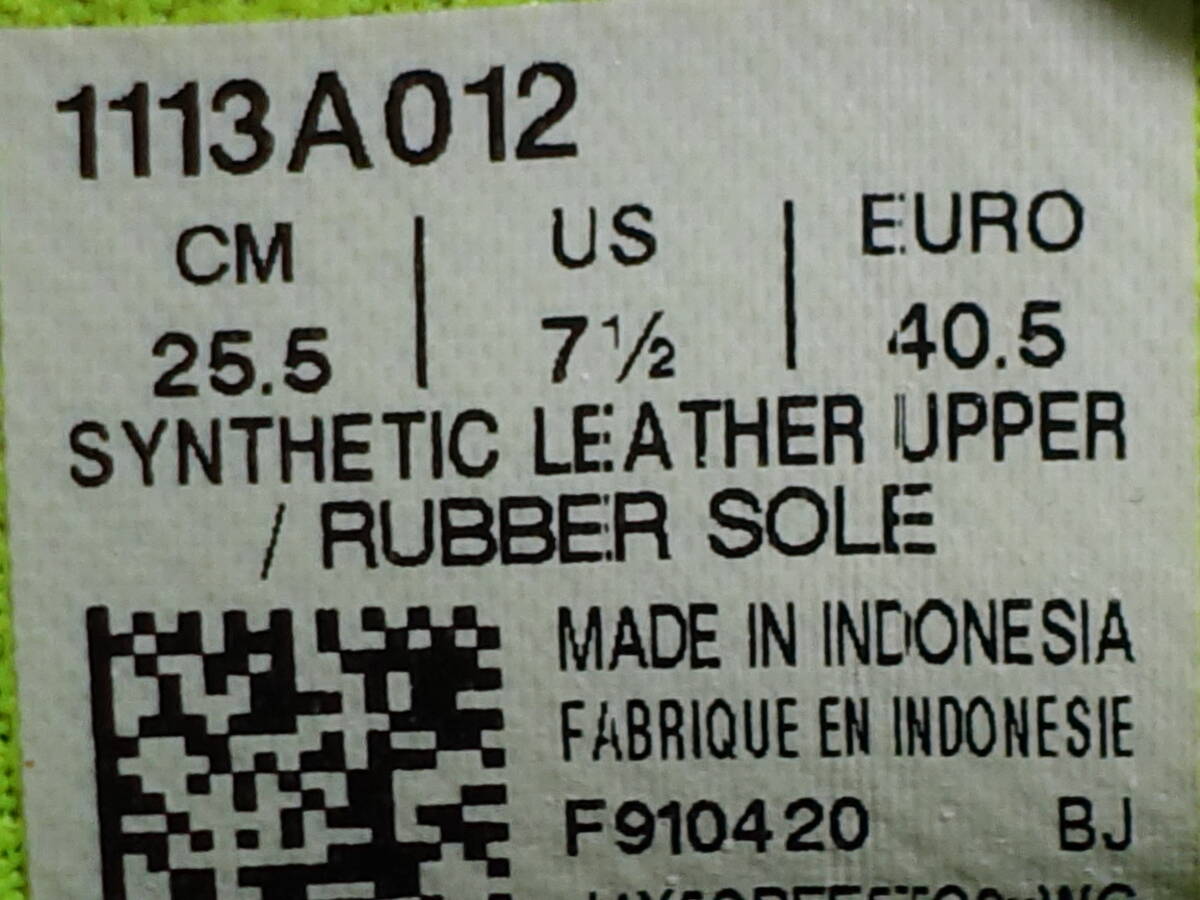 1113A012
CM US EURO
25.5 7½ 40.5
SYNTHETIC LEATHER UPPER
/ RUBBER SOLE
MADE IN INDONESIA
FABRIQUE EN INDONESIE
F910420 BJ